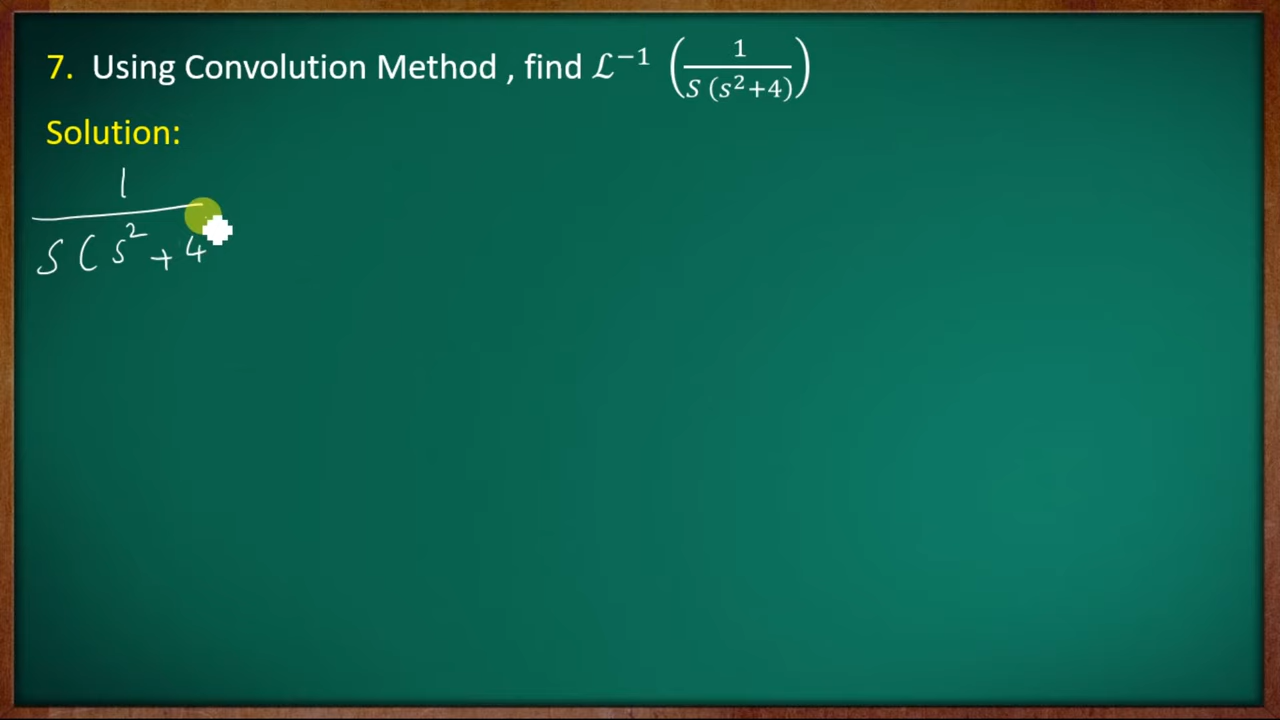 7. Using Convolution Method , find ℒ⁻¹ (1/(S (s²+4)))
Solution:
1
S ( s² + 4